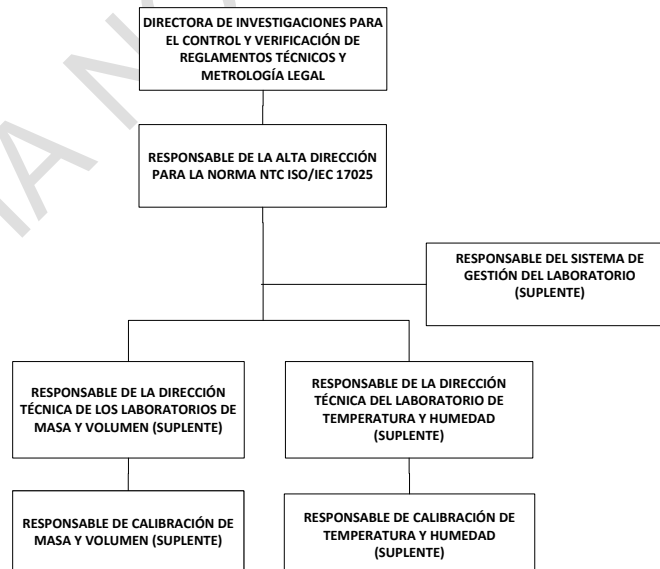 DIRECTORA DE INVESTIGACIONES PARA
EL CONTROL Y VERIFICACIÓN DE
REGLAMENTOS TÉCNICOS Y
METROLOGÍA LEGAL
RESPONSABLE DE LA ALTA DIRECCIÓN
PARA LA NORMA NTC ISO/IEC 17025
RESPONSABLE DEL SISTEMA DE
GESTIÓN DEL LABORATORIO
(SUPLENTE)
RESPONSABLE DE LA DIRECCIÓN
TÉCNICA DE LOS LABORATORIOS DE
MASA Y VOLUMEN (SUPLENTE)
RESPONSABLE DE LA DIRECCIÓN
TÉCNICA DEL LABORATORIO DE
TEMPERATURA Y HUMEDAD
(SUPLENTE)
RESPONSABLE DE CALIBRACIÓN DE
MASA Y VOLUMEN (SUPLENTE)
RESPONSABLE DE CALIBRACIÓN DE
TEMPERATURA Y HUMEDAD
(SUPLENTE)